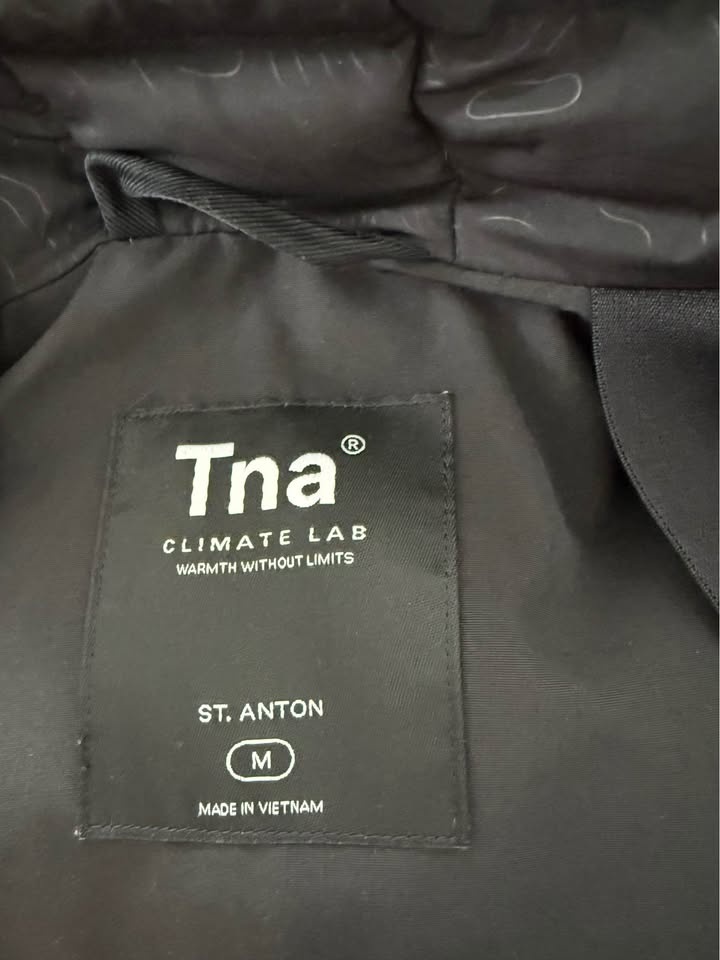 Tna®
CLIMATE LAB
WARMTH WITHOUT LIMITS
ST. ANTON
M
MADE IN VIETNAM